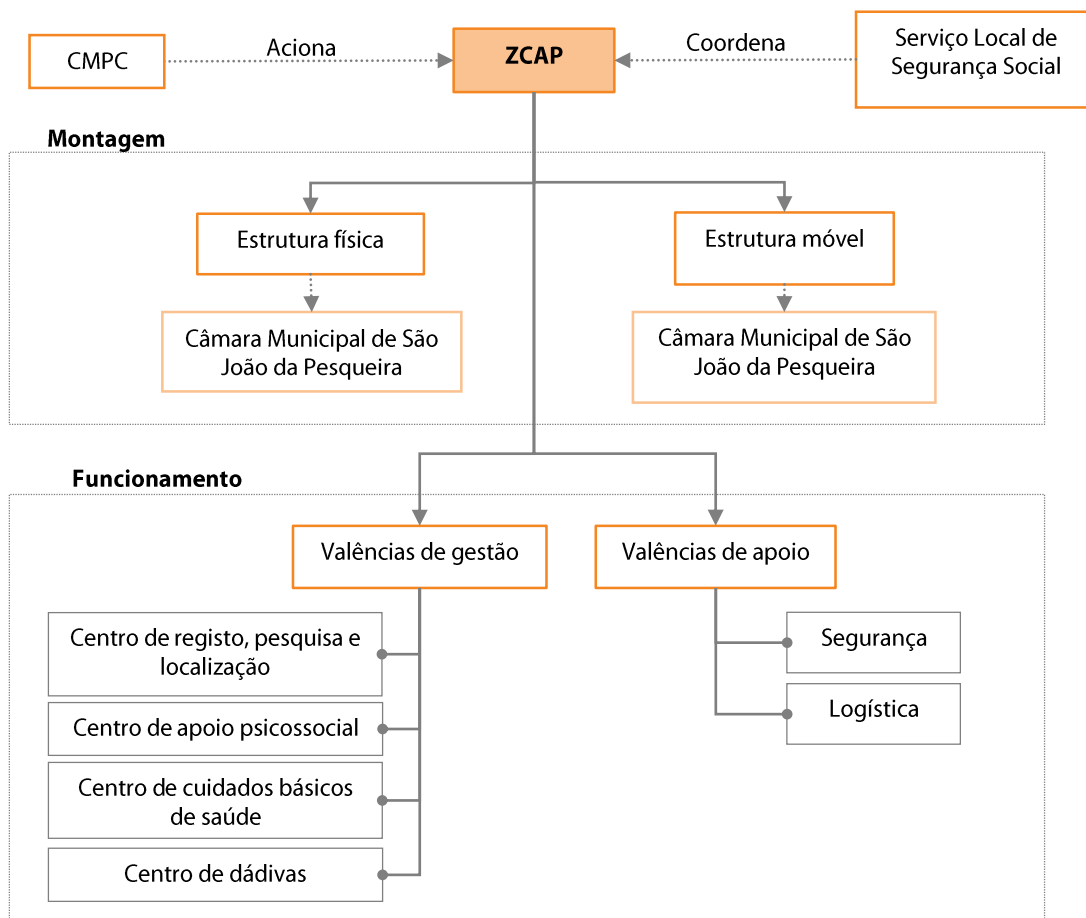 CMPC
Aciona
ZCAP
Coordena
Serviço Local de
Segurança Social
Montagem
Estrutura física
Estrutura móvel
Câmara Municipal de São
João da Pesqueira
Câmara Municipal de São
João da Pesqueira
Funcionamento
Valências de gestão
Valências de apoio
Centro de registo, pesquisa e
localização
Centro de apoio psicossocial
Centro de cuidados básicos
de saúde
Centro de dádivas
Segurança
Logística